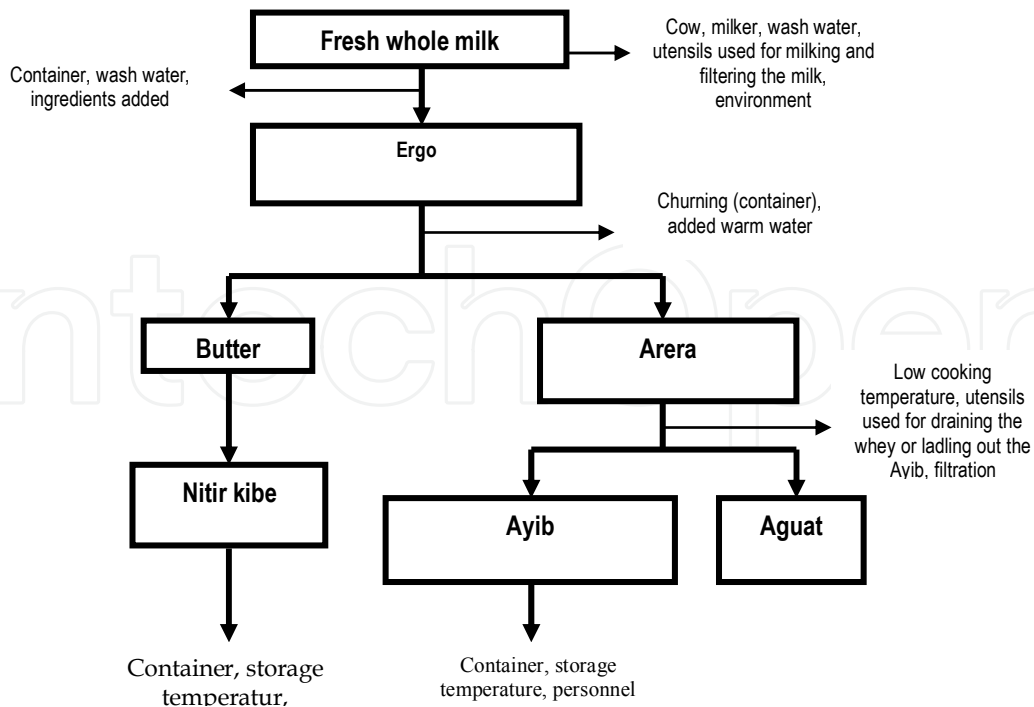 Fresh whole milk
Cow, milker, wash water,
utensils used for milking and
filtering the milk,
environment
Container, wash water,
ingredients added
Ergo
Churning (container),
added warm water
Butter
Arera
Low cooking
temperature, utensils
used for draining the
whey or ladling out the
Ayib, filtration
Nitir kibe
Ayib
Aguat
Container, storage
temperatur,
Container, storage
temperature, personnel
ntechOpen